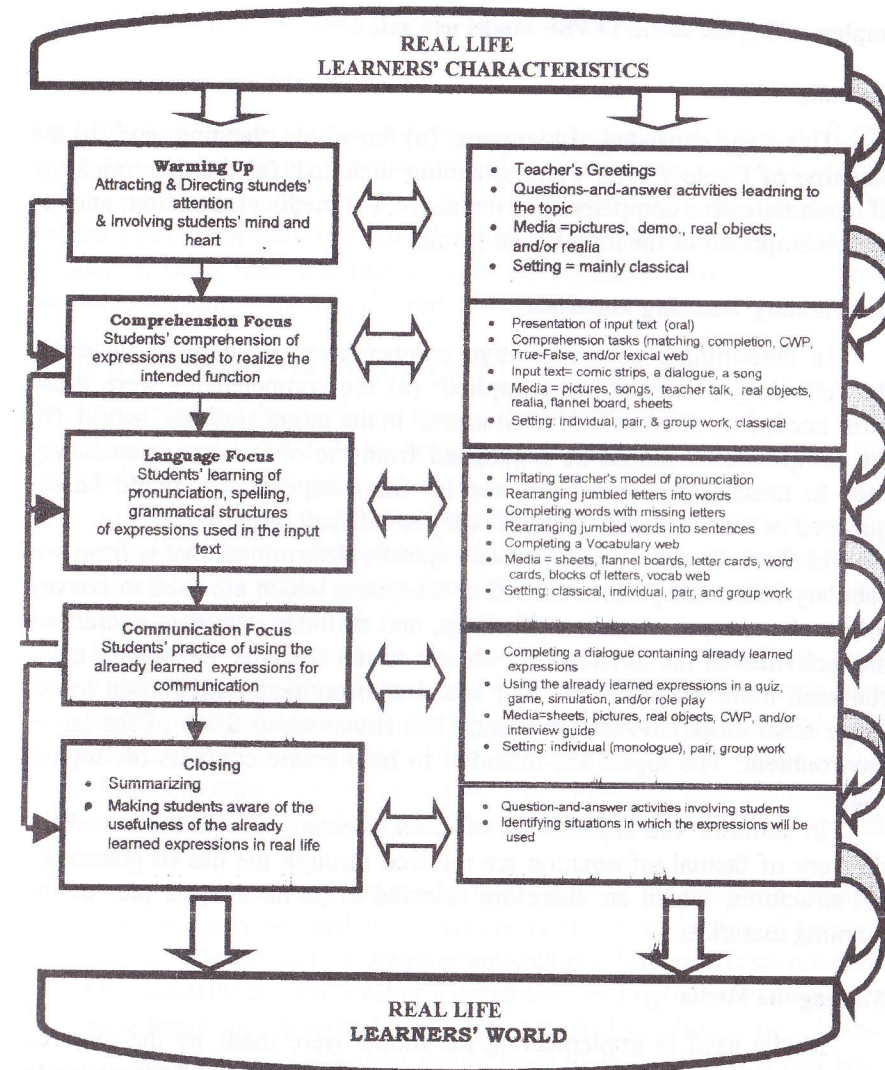 REAL LIFE
LEARNERS' CHARACTERISTICS
Warming Up
Attracting & Directing stundets'
attention
& Involving students' mind and
heart
• Teacher's Greetings
• Questions-and-answer activities leadning to
the topic
• Media =pictures, demo., real objects,
and/or realia
• Setting = mainly classical
Comprehension Focus
Students' comprehension of
expressions used to realize the
intended function
• Presentation of input text (oral)
• Comprehension tasks (matching, completion, CWP,
True-False, and/or lexical web
• Input text= comic strips, a dialogue, a song
• Media = pictures, songs, teacher talk, real objects,
realia, flannel board, sheets
• Setting: individual, pair, & group work, classical
Language Focus
Students' learning of
pronunciation, spelling,
grammatical structures
of expressions used in the input
text
• Imitating teracher's model of pronunciation
• Rearranging jumbled letters into words
• Completing words with missing letters
• Rearranging jumbled words into sentences
• Completing a Vocabulary web
• Media = sheets, flannel boards, letter cards, word
cards, blocks of letters, vocab web
• Setting: classical, individual, pair, and group work
Communication Focus
Students' practice of using the
already learned expressions for
communication
• Completing a dialogue containing already learned
expressions
• Using the already learned expressions in a quiz,
game, simulation, and/or role play
• Media=sheets, pictures, real objects, CWP, and/or
interview guide
• Setting: individual (monologue), pair, group work
Closing
• Summarizing
• Making students aware of the
usefulness of the already
learned expressions in real life
• Question-and-answer activities involving students
• Identifying situations in which the expressions will be
used
REAL LIFE
LEARNERS' WORLD